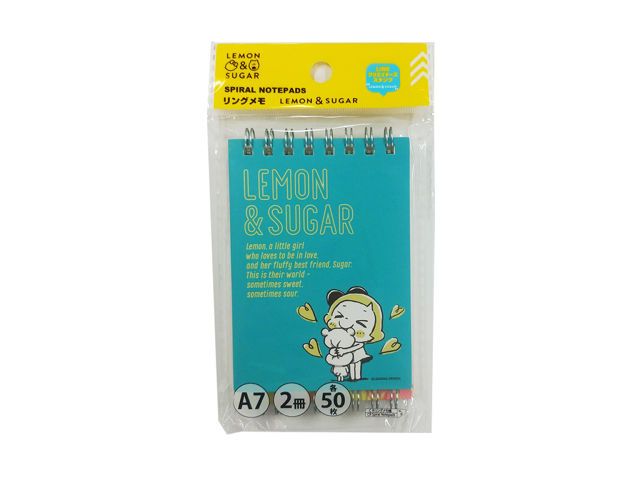 LEMON
&
SUGAR
LINE
クリエイターズ
スタンプ
SPIRAL NOTEPADS
リングメモ LEMON & SUGAR
LEMON
& SUGAR
Lemon, a little girl
who loves to be in love,
and her fluffy best friend, Sugar.
This is their world -
sometimes sweet,
sometimes sour.
A7
2冊
各
50
枚